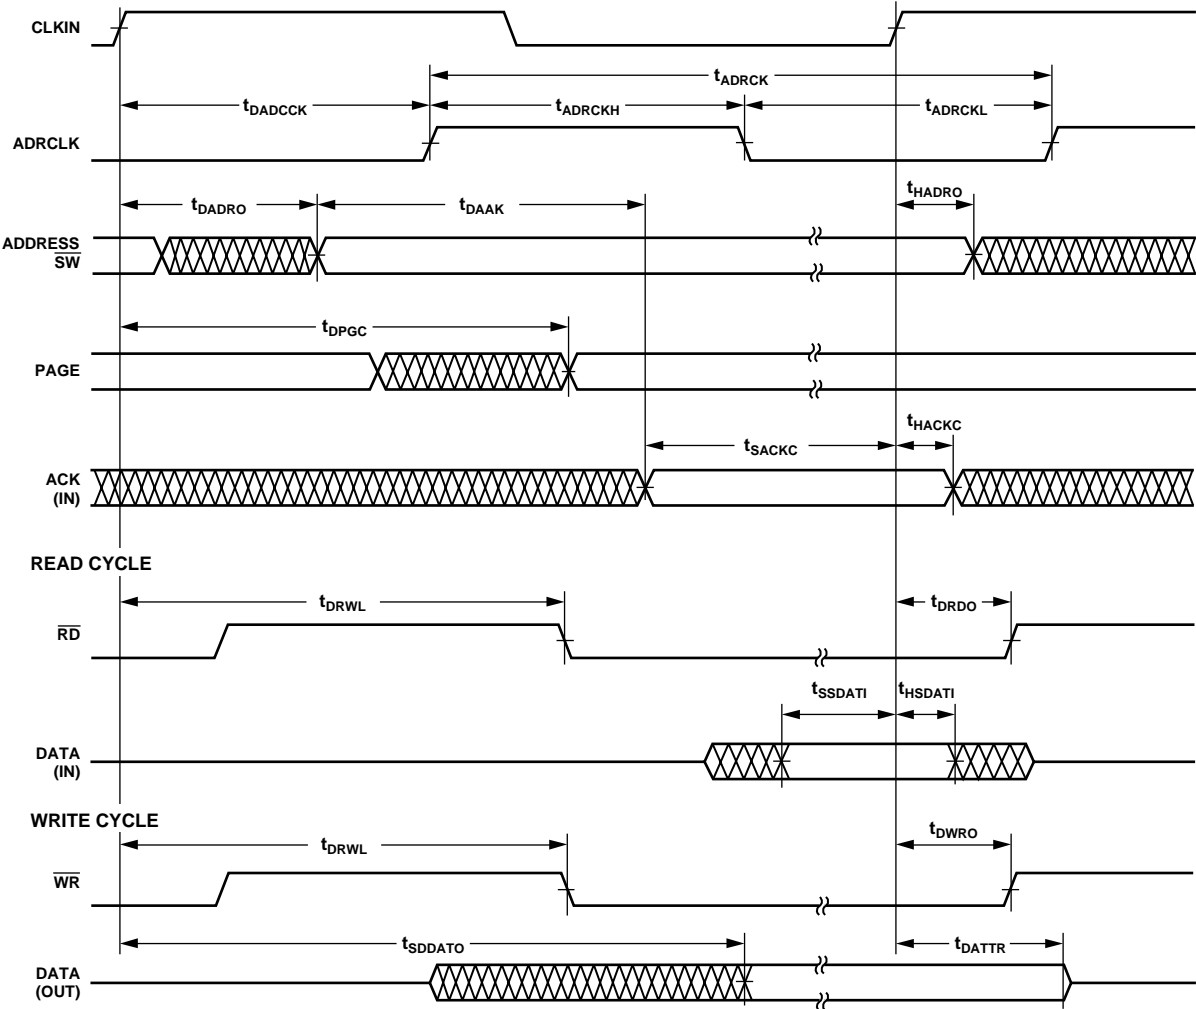 CLKIN
tADRCK
tDADCCK tADRCKH tADRCKL
ADRCLK
tDADRO tDAAK tHADRO
ADDRESS
SW
tDPGC
PAGE
tSACKC tHACKC
ACK
(IN)
READ CYCLE
tDRWL tDRDO
RD
tSSDATI tHSDATI
DATA
(IN)
WRITE CYCLE
tDRWL tDWRO
WR
tSDDATO tDATTR
DATA
(OUT)